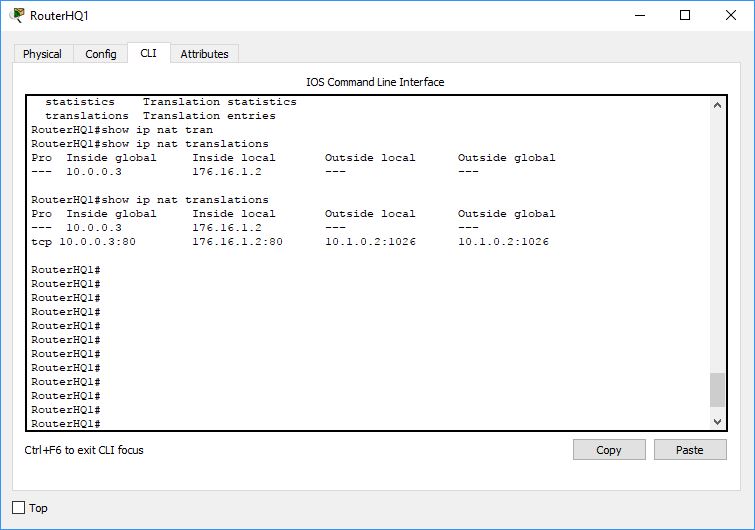 RouterHQ1
Physical Config CLI Attributes
IOS Command Line Interface
statistics Translation statistics
translations Translation entries
RouterHQ1#show ip nat tran
RouterHQ1#show ip nat translations
Pro Inside global Inside local Outside local Outside global
--- 10.0.0.3 176.16.1.2 --- ---
RouterHQ1#show ip nat translations
Pro Inside global Inside local Outside local Outside global
--- 10.0.0.3 176.16.1.2 --- ---
tcp 10.0.0.3:80 176.16.1.2:80 10.1.0.2:1026 10.1.0.2:1026
RouterHQ1#
RouterHQ1#
RouterHQ1#
RouterHQ1#
RouterHQ1#
RouterHQ1#
RouterHQ1#
RouterHQ1#
RouterHQ1#
RouterHQ1#
RouterHQ1#
RouterHQ1#
Ctrl+F6 to exit CLI focus Copy Paste
Top